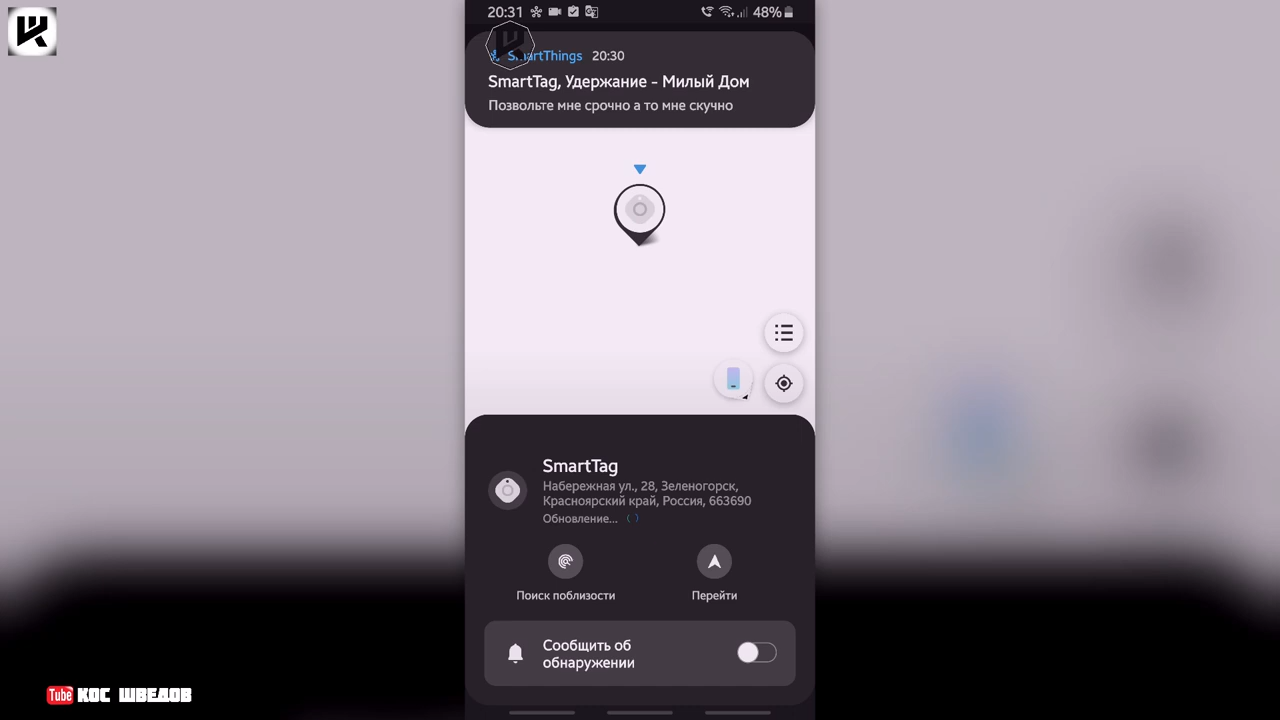 20:31
48%
SmartThings 20:30
SmartTag, Удержание - Милый Дом
Позвольте мне срочно а то мне скучно
SmartTag
Набережная ул., 28, Зеленогорск,
Красноярский край, Россия, 663690
Обновление...
Поиск поблизости
Перейти
Сообщить об
обнаружении
Tube КОС ШВЕДОВ